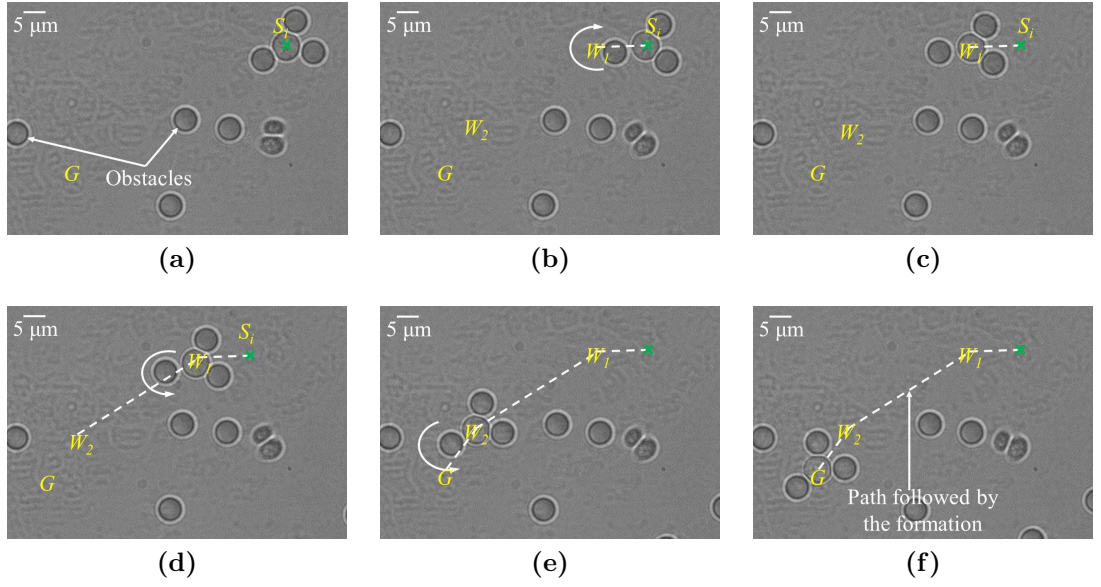 5 μm
S_i
G
Obstacles
(a)
5 μm
S_i
W_1
W_2
G
(b)
5 μm
S_i
W_1
W_2
G
(c)
5 μm
S_i
W_1
W_2
G
(d)
5 μm
W_1
W_2
G
(e)
5 μm
W_1
W_2
G
Path followed by
the formation
(f)